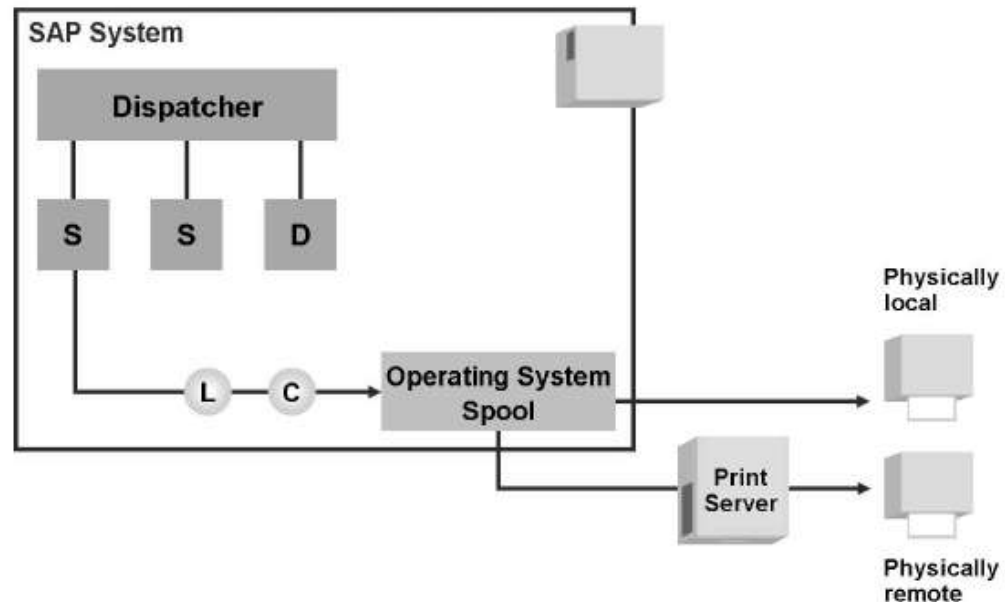 SAP System
Dispatcher
S
S
D
L
C
Operating System
Spool
Print
Server
Physically
local
Physically
remote